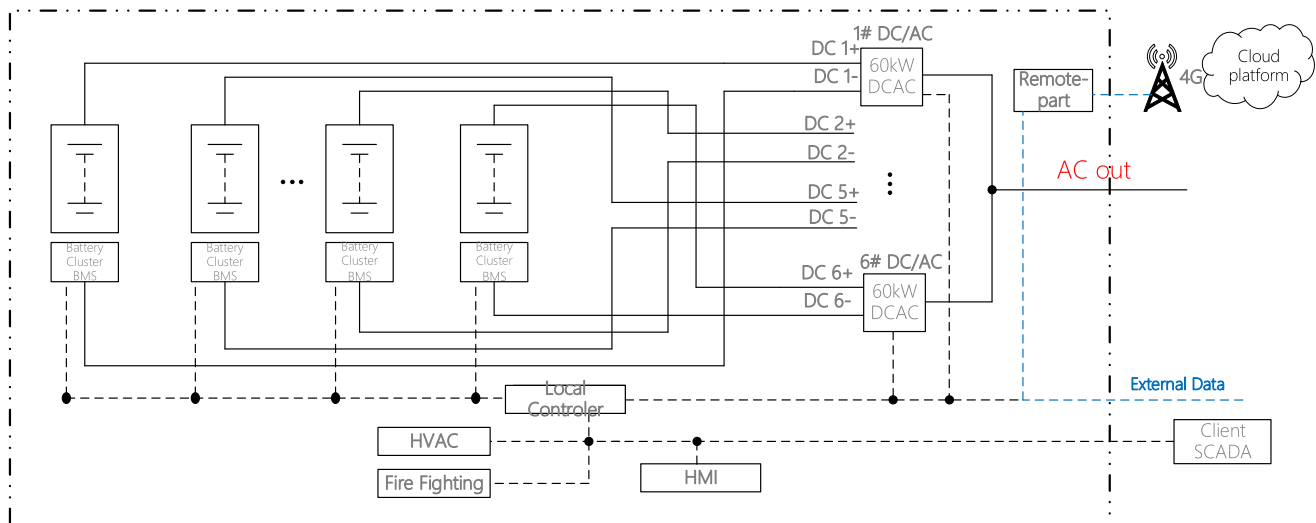 1# DC/AC
DC 1+
DC 1-
60kW
DCAC
Remote-
part
4G
Cloud
platform
DC 2+
DC 2-
AC out
DC 5+
DC 5-
Battery
Cluster
BMS
Battery
Cluster
BMS
Battery
Cluster
BMS
Battery
Cluster
BMS
6# DC/AC
DC 6+
DC 6-
60kW
DCAC
External Data
Local
Controler
HVAC
Client
SCADA
Fire Fighting
HMI